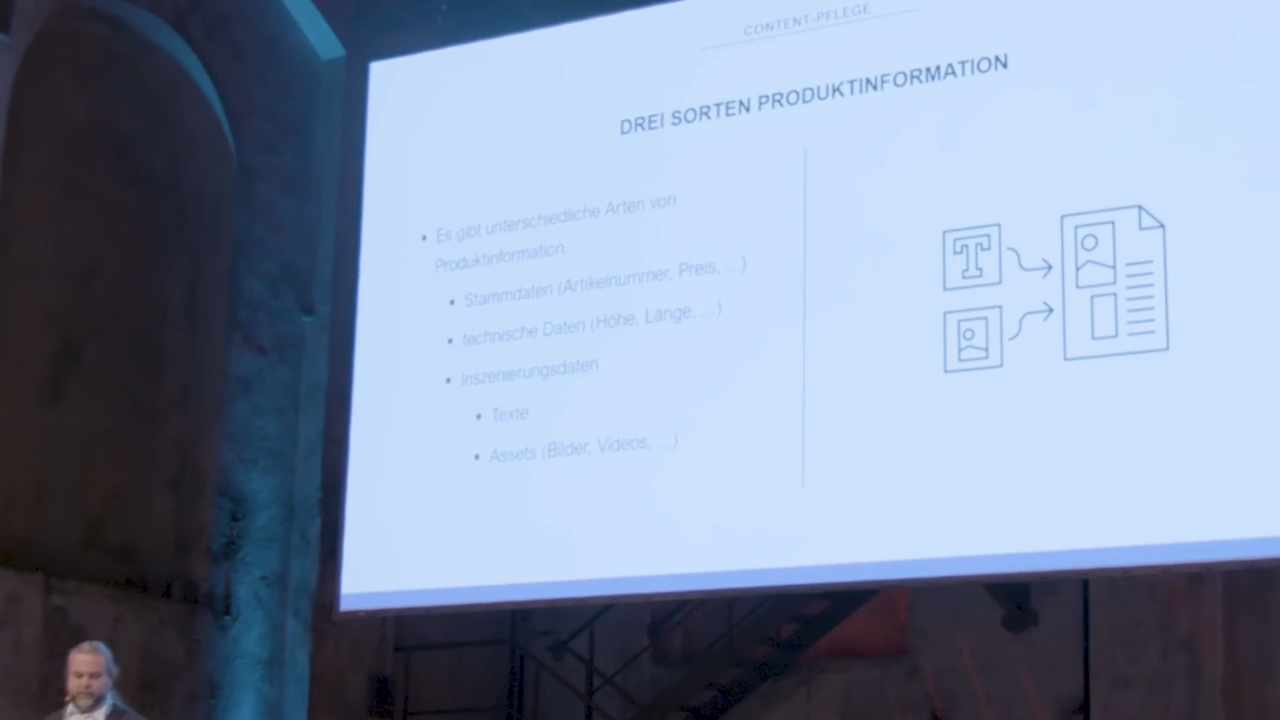 CONTENT-PFLEGE
DREI SORTEN PRODUKTINFORMATION
Es gibt unterschiedliche Arten von
Produktinformation
Stammdaten (Artikelnummer, Preis, ...)
technische Daten (Höhe, Länge, ...)
Inszenierungsdaten
Texte
Assets (Bilder, Videos, ...)
T